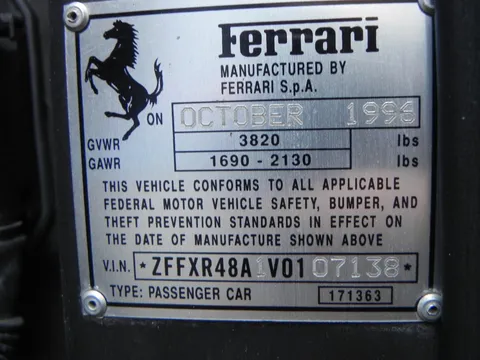 Ferrari
MANUFACTURED BY
FERRARI S.p.A.
ON OCTOBER 1996
GVWR 3820 lbs
GAWR 1690 - 2130 lbs
THIS VEHICLE CONFORMS TO ALL APPLICABLE
FEDERAL MOTOR VEHICLE SAFETY, BUMPER, AND
THEFT PREVENTION STANDARDS IN EFFECT ON
THE DATE OF MANUFACTURE SHOWN ABOVE
V.I.N. *ZFFXR48A1V0107138*
TYPE: PASSENGER CAR 171363